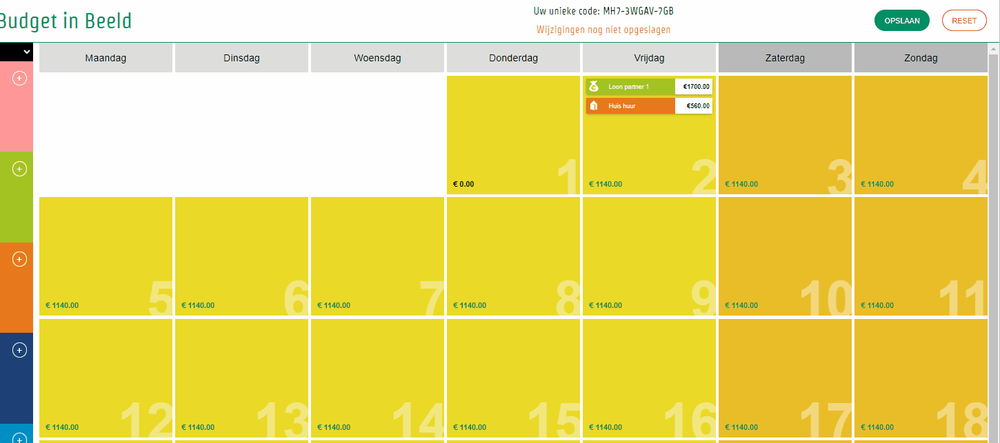 Budget in Beeld
Uw unieke code: MH7-3WGAV-7GB
Wijzigingen nog niet opgeslagen
OPSLAAN
RESET
Maandag
Dinsdag
Woensdag
Donderdag
Vrijdag
Zaterdag
Zondag
€ 0.00
1
Loon partner 1
€1700.00
Huis huur
€560.00
€ 1140.00
2
€ 1140.00
3
€ 1140.00
4
€ 1140.00
5
€ 1140.00
6
€ 1140.00
7
€ 1140.00
8
€ 1140.00
9
€ 1140.00
10
€ 1140.00
11
€ 1140.00
12
€ 1140.00
13
€ 1140.00
14
€ 1140.00
15
€ 1140.00
16
€ 1140.00
17
€ 1140.00
18